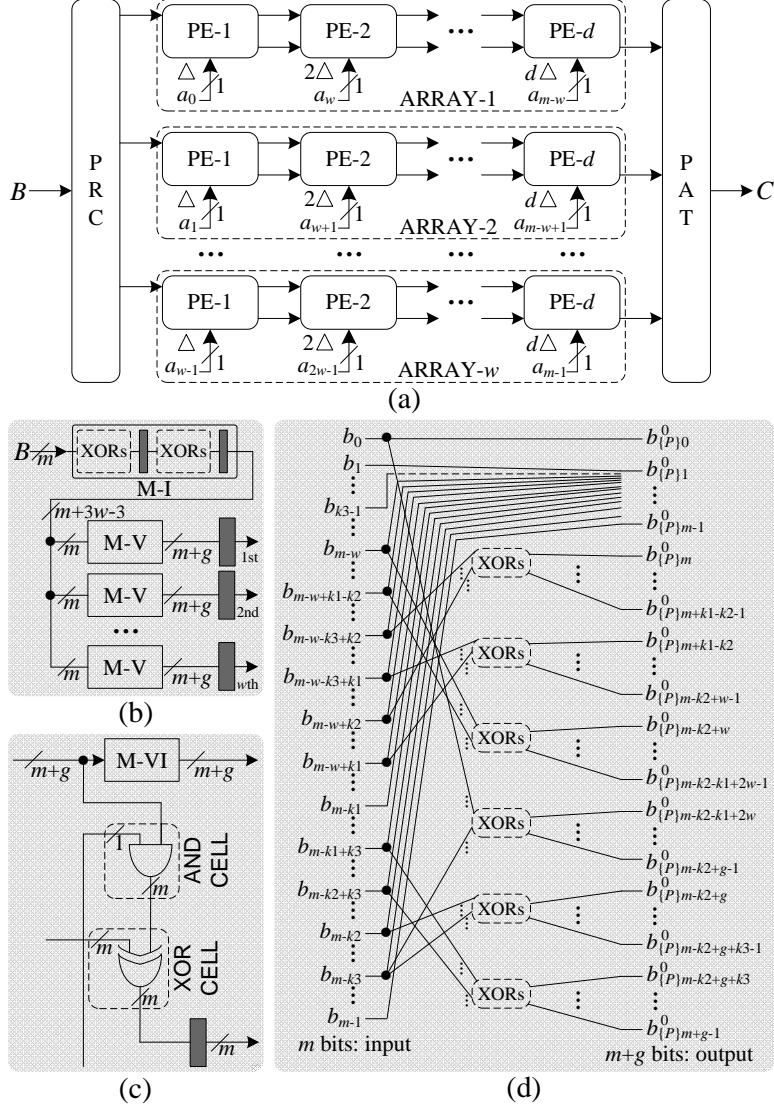 PE-1 PE-2 ••• PE-d
△ 2△ d△
a0 1 aw 1 am-w 1
ARRAY-1
PE-1 PE-2 ••• PE-d
△ 2△ d△
a1 1 aw+1 1 am-w+1 1
ARRAY-2
B PRC PAT C
••• ••• ••• •••
PE-1 PE-2 ••• PE-d
△ 2△ d△
aw-1 1 a2w-1 1 am-1 1
ARRAY-w
(a)
B m XORs XORs
M-I
m+3w-3
m M-V m+g 1st
m M-V m+g 2nd
•••
m M-V m+g wth
(b)
m+g M-VI m+g
1
AND CELL
m
m
XOR CELL
m
m
(c)
b0
b1
bk3-1
bm-w
bm-w+k1-k2
bm-w-k3+k2
bm-w-k3+k1
bm-w+k2
bm-w+k1
bm-k1
bm-k1+k3
bm-k2+k3
bm-k2
bm-k3
bm-1
m bits: input
XORs
XORs
XORs
XORs
XORs
XORs
b0{P}0
b0{P}1
b0{P}m-1
b0{P}m
b0{P}m+k1-k2-1
b0{P}m+k1-k2
b0{P}m-k2+w-1
b0{P}m-k2+w
b0{P}m-k2-k1+2w-1
b0{P}m-k2-k1+2w
b0{P}m-k2+g-1
b0{P}m-k2+g
b0{P}m-k2+g+k3-1
b0{P}m-k2+g+k3
b0{P}m+g-1
m+g bits: output
(d)